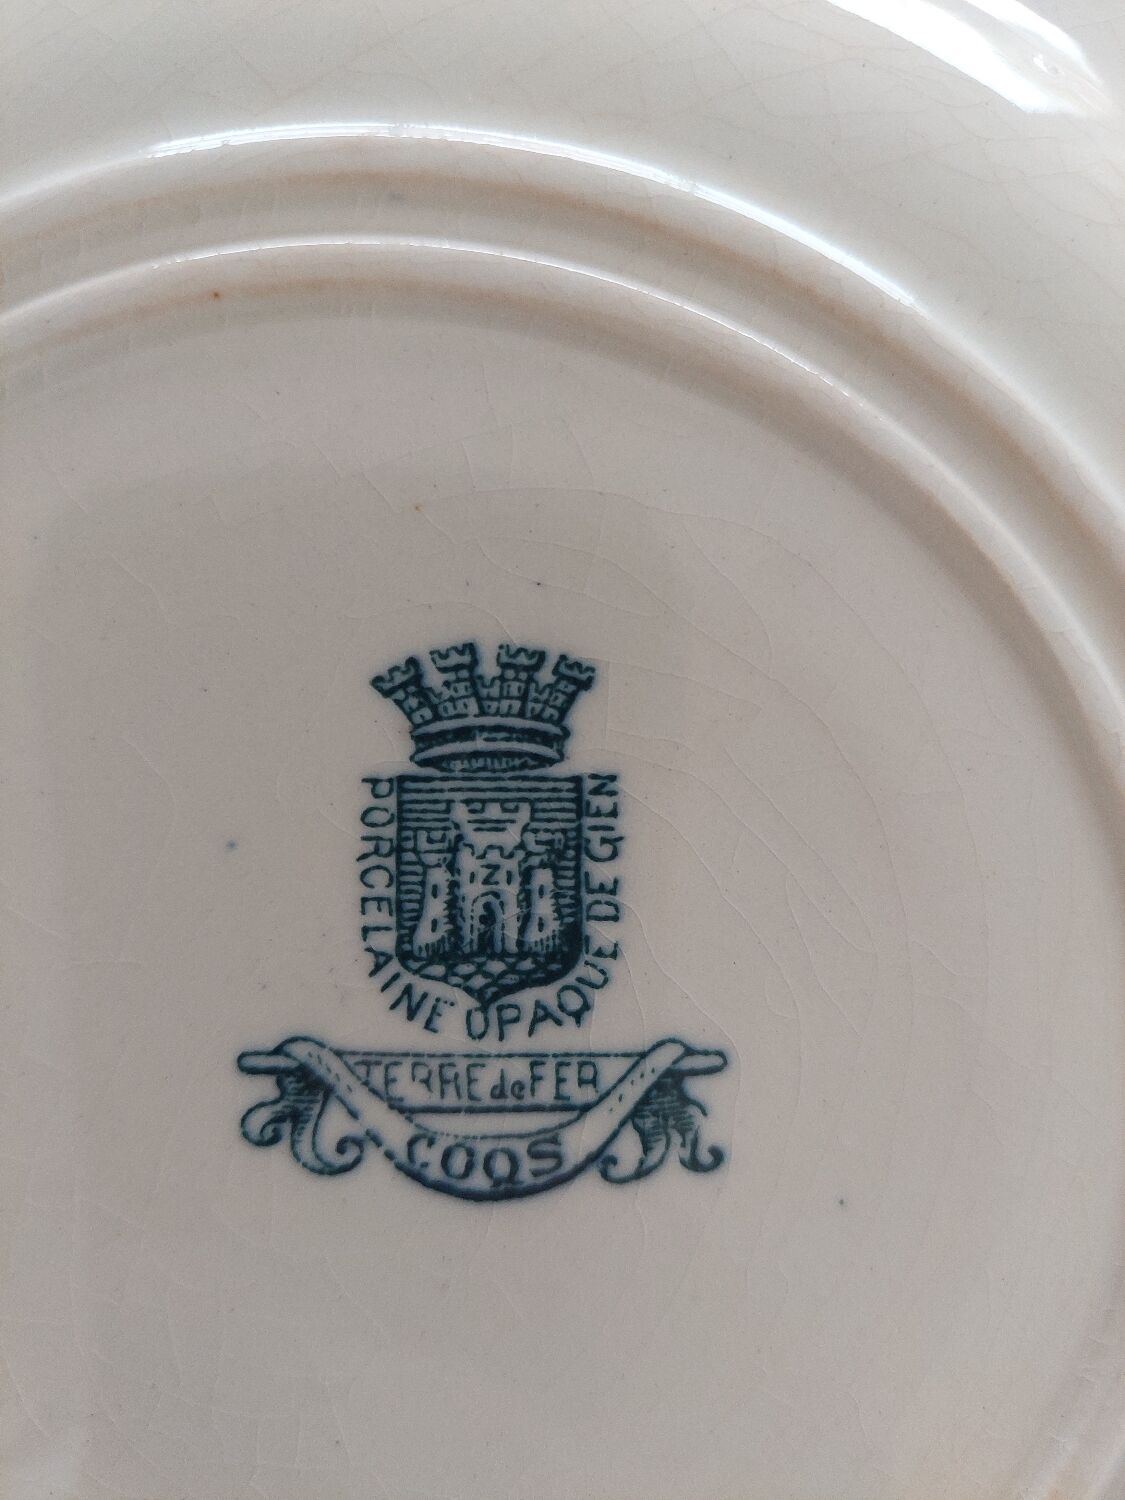 PORCELAINE OPAQUE DE GIEN
N
TERRE de FER
COQS